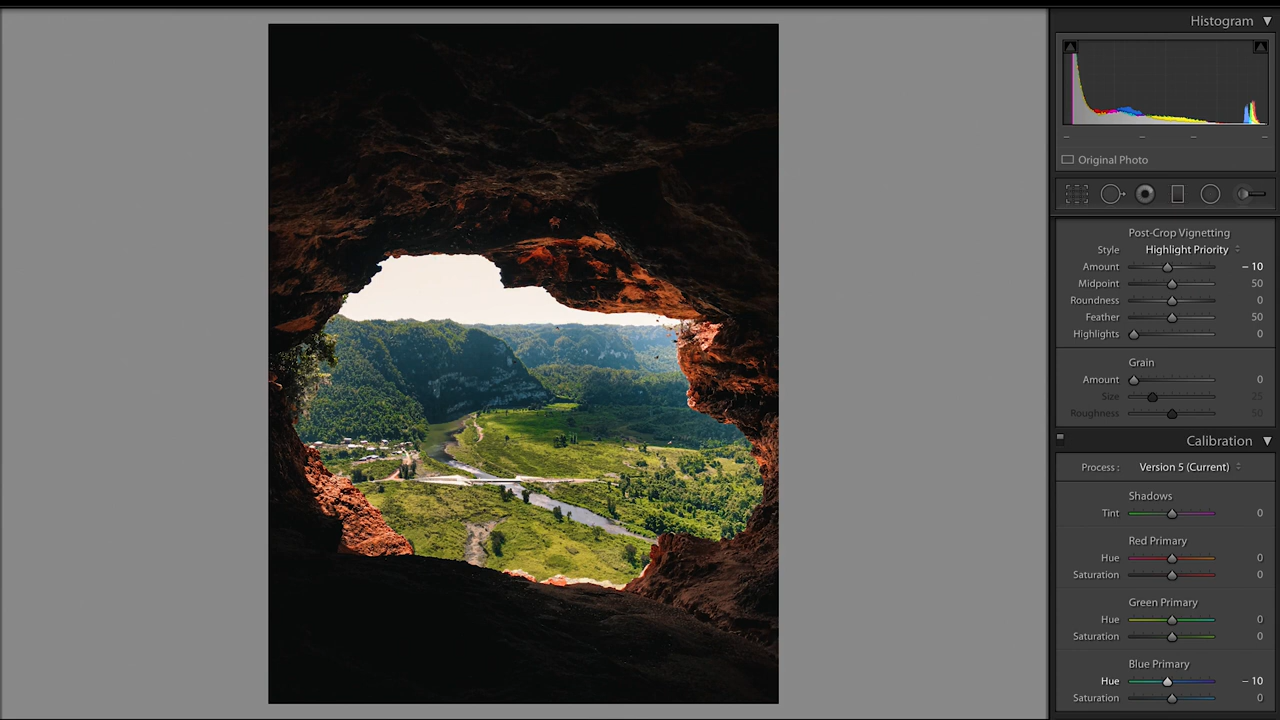 Histogram ▼
Original Photo
Post-Crop Vignetting
Style Highlight Priority
Amount – 10
Midpoint 50
Roundness 0
Feather 50
Highlights 0
Grain
Amount 0
Size 25
Roughness 50
Calibration ▼
Process : Version 5 (Current)
Shadows
Tint 0
Red Primary
Hue 0
Saturation 0
Green Primary
Hue 0
Saturation 0
Blue Primary
Hue – 10
Saturation 0